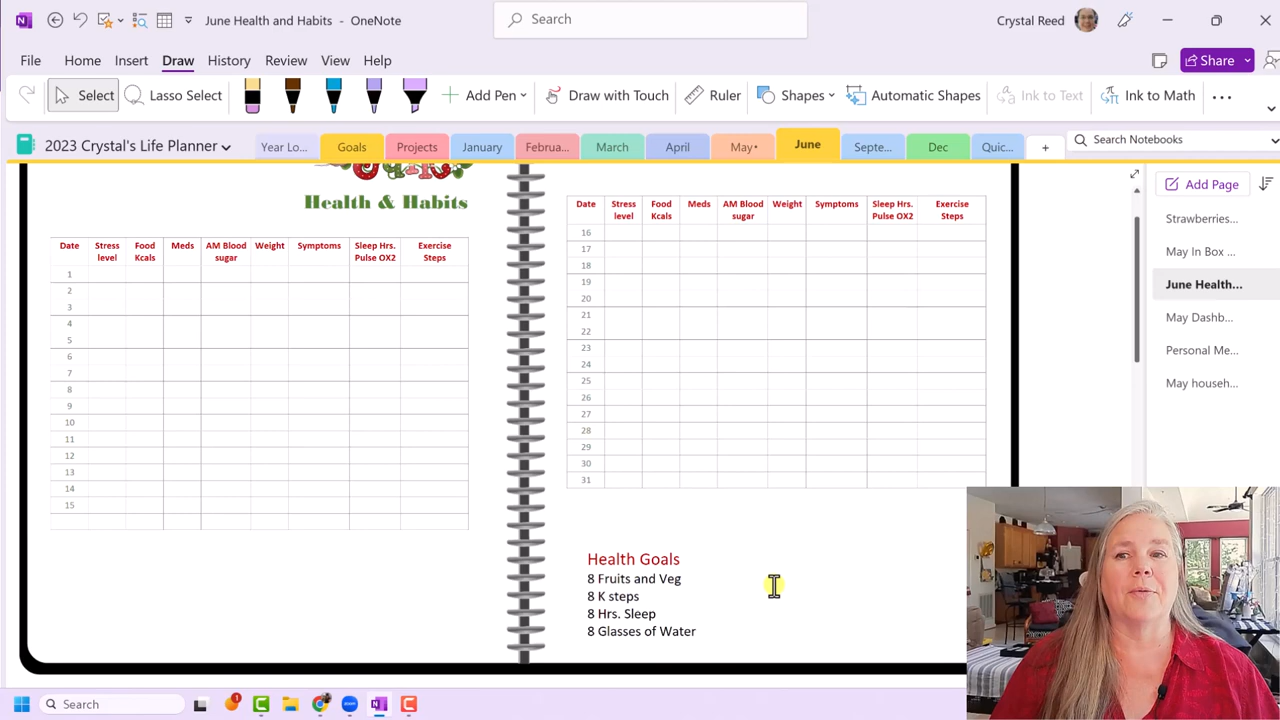 June Health and Habits - OneNote
Search
Crystal Reed
File Home Insert Draw History Review View Help
Share
Select
Lasso Select
Add Pen
Draw with Touch
Ruler
Shapes
Automatic Shapes
Ink to Text
Ink to Math
2023 Crystal's Life Planner
Year Lo...
Goals
Projects
January
Februa...
March
April
May
June
Septe...
Dec
Quic...
Search Notebooks
Add Page
Strawberries...
May In Box ...
June Health...
May Dashb...
Personal Me...
May househ...
Health & Habits
Date Stress level Food Kcals Meds AM Blood sugar Weight Symptoms Sleep Hrs. Pulse OX2 Exercise Steps
1
2
3
4
5
6
7
8
9
10
11
12
13
14
15
Date Stress level Food Kcals Meds AM Blood sugar Weight Symptoms Sleep Hrs. Pulse OX2 Exercise Steps
16
17
18
19
20
21
22
23
24
25
26
27
28
29
30
31
Health Goals
8 Fruits and Veg
8 K steps
8 Hrs. Sleep
8 Glasses of Water
Search